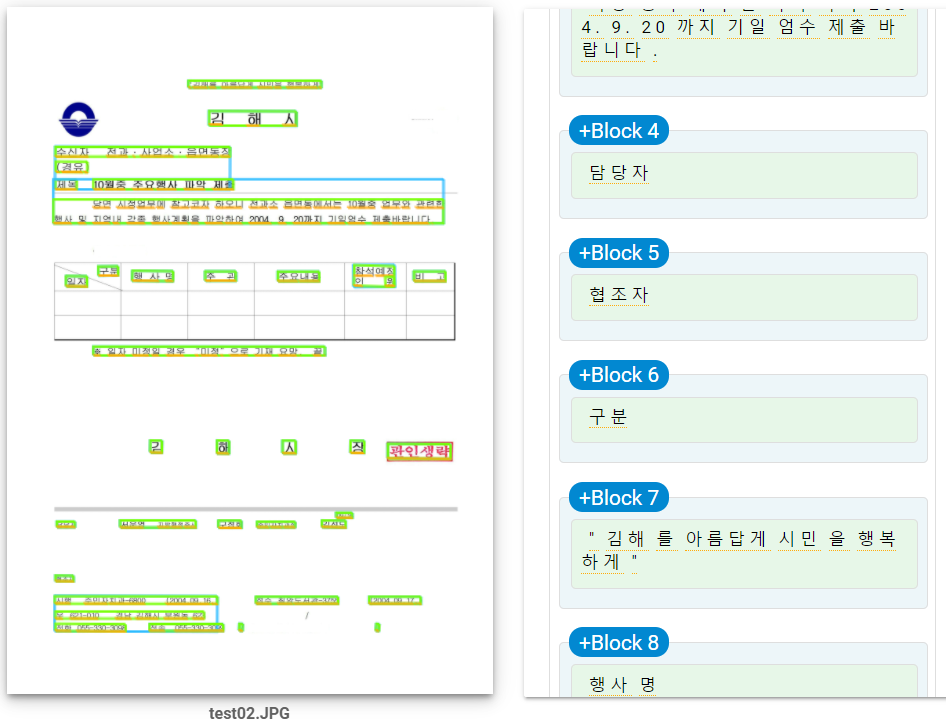 김 해 시
수신자 전과·사업소·읍면동장
(경유)
제목 10월중 주요행사 파악 제출
당면 시정업무에 참고코자 하오니 전과소 읍면동에서는 10월중 업무와 관련한
행사 및 지역내 각종 행사계획을 파악하여 2004. 9. 20까지 기일엄수 제출바랍니다
구분
일자
행 사 명
주 관
주요내용
참석예정
인 원
비 고
※ 일자 미정일 경우 "미정"으로 기재 요망. 끝
김 해 시 장
관인생략
test02.JPG
4. 9. 20 까지 기일 엄수 제출 바
랍니다 .
+Block 4
담당자
+Block 5
협조자
+Block 6
구분
+Block 7
" 김해 를 아름답게 시민 을 행복
하게 "
+Block 8
행사 명